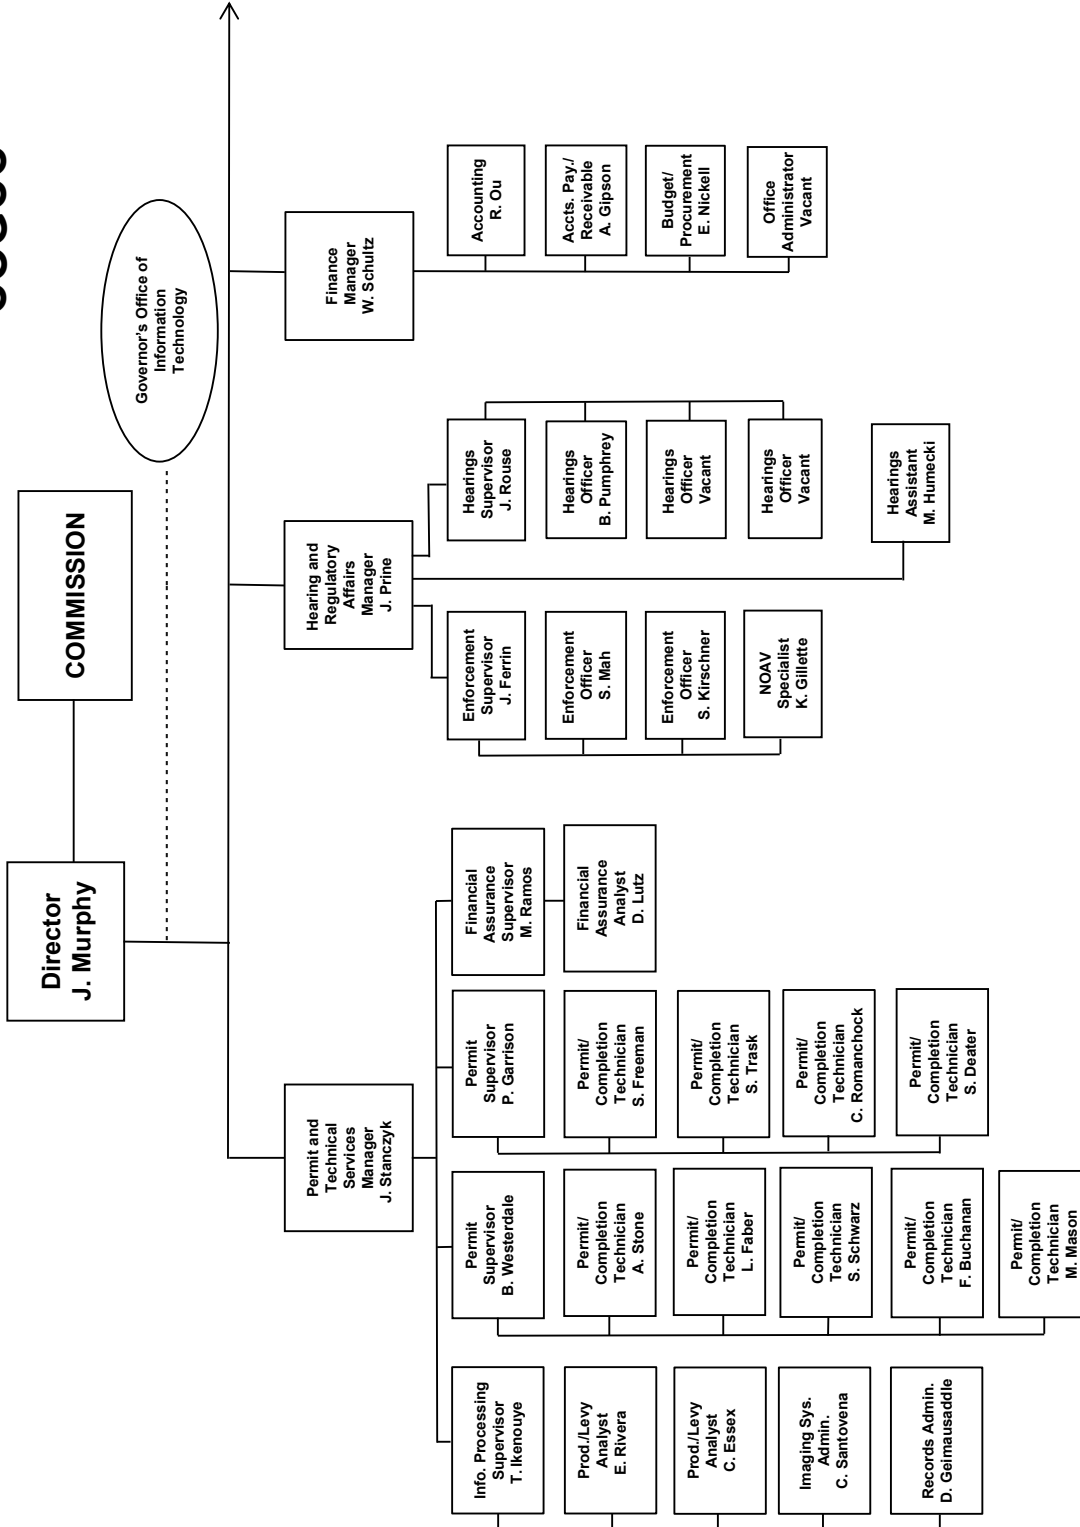 COMMISSION
Director
J. Murphy
Governor's Office of
Information
Technology
Permit and
Technical
Services
Manager
J. Stanczyk
Hearing and
Regulatory
Affairs
Manager
J. Prine
Finance
Manager
W. Schultz
Info. Processing
Supervisor
T. Ikenouye
Prod./Levy
Analyst
E. Rivera
Prod./Levy
Analyst
C. Essex
Imaging Sys.
Admin.
C. Santovena
Records Admin.
D. Geimausaddle
Permit
Supervisor
B. Westerdale
Permit/
Completion
Technician
A. Stone
Permit/
Completion
Technician
L. Faber
Permit/
Completion
Technician
S. Schwarz
Permit/
Completion
Technician
F. Buchanan
Permit/
Completion
Technician
M. Mason
Permit
Supervisor
P. Garrison
Permit/
Completion
Technician
S. Freeman
Permit/
Completion
Technician
S. Trask
Permit/
Completion
Technician
C. Romanchock
Permit/
Completion
Technician
S. Deater
Financial
Assurance
Supervisor
M. Ramos
Financial
Assurance
Analyst
D. Lutz
Enforcement
Supervisor
J. Ferrin
Enforcement
Officer
S. Mah
Enforcement
Officer
S. Kirschner
NOAV
Specialist
K. Gillette
Hearings
Supervisor
J. Rouse
Hearings
Officer
B. Pumphrey
Hearings
Officer
Vacant
Hearings
Officer
Vacant
Hearings
Assistant
M. Humecki
Accounting
R. Ou
Accts. Pay./
Receivable
A. Gipson
Budget/
Procurement
E. Nickell
Office
Administrator
Vacant